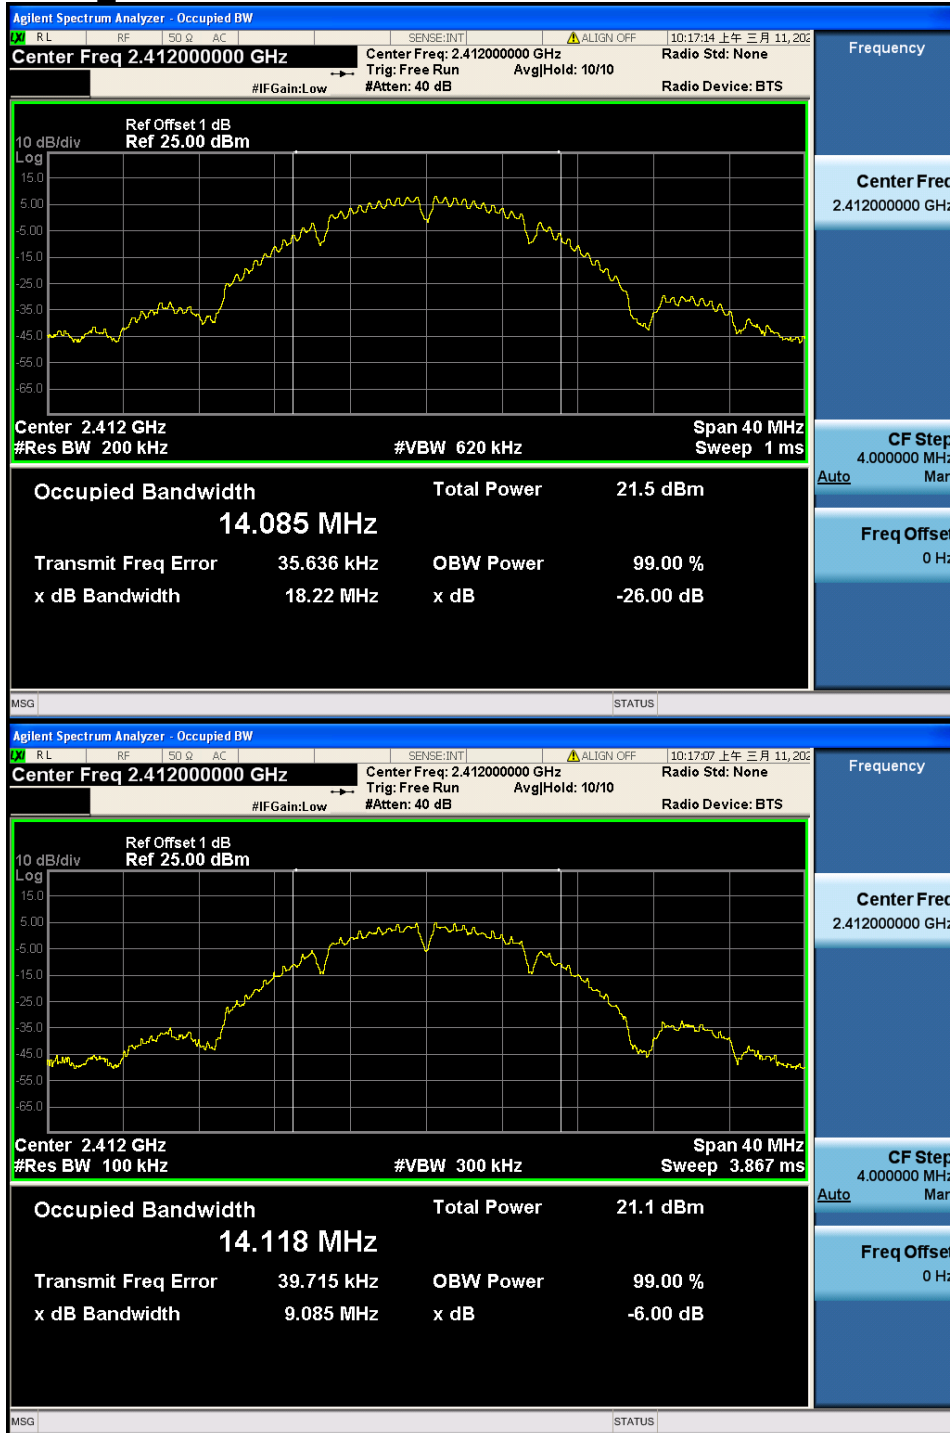 Agilent Spectrum Analyzer - Occupied BW
LXI RL RF 50 Ω AC SENSE:INT ALIGN OFF 10:17:14 上午 三月 11, 202
Center Freq 2.412000000 GHz Center Freq: 2.412000000 GHz Radio Std: None Frequency
Trig: Free Run Avg|Hold: 10/10
#IFGain:Low #Atten: 40 dB Radio Device: BTS
Ref Offset 1 dB
10 dB/div Ref 25.00 dBm
Log
15.0
5.00
-5.00
-15.0
-25.0
-35.0
-45.0
-55.0
-65.0
Center 2.412 GHz Span 40 MHz
#Res BW 200 kHz #VBW 620 kHz Sweep 1 ms
Center Freq
2.412000000 GHz
CF Step
4.000000 MHz
Auto Man
Freq Offset
0 Hz
Occupied Bandwidth Total Power 21.5 dBm
14.085 MHz
Transmit Freq Error 35.636 kHz OBW Power 99.00 %
x dB Bandwidth 18.22 MHz x dB -26.00 dB
MSG STATUS
Agilent Spectrum Analyzer - Occupied BW
LXI RL RF 50 Ω AC SENSE:INT ALIGN OFF 10:17:07 上午 三月 11, 202
Center Freq 2.412000000 GHz Center Freq: 2.412000000 GHz Radio Std: None Frequency
Trig: Free Run Avg|Hold: 10/10
#IFGain:Low #Atten: 40 dB Radio Device: BTS
Ref Offset 1 dB
10 dB/div Ref 25.00 dBm
Log
15.0
5.00
-5.00
-15.0
-25.0
-35.0
-45.0
-55.0
-65.0
Center 2.412 GHz Span 40 MHz
#Res BW 100 kHz #VBW 300 kHz Sweep 3.867 ms
Center Freq
2.412000000 GHz
CF Step
4.000000 MHz
Auto Man
Freq Offset
0 Hz
Occupied Bandwidth Total Power 21.1 dBm
14.118 MHz
Transmit Freq Error 39.715 kHz OBW Power 99.00 %
x dB Bandwidth 9.085 MHz x dB -6.00 dB
MSG STATUS